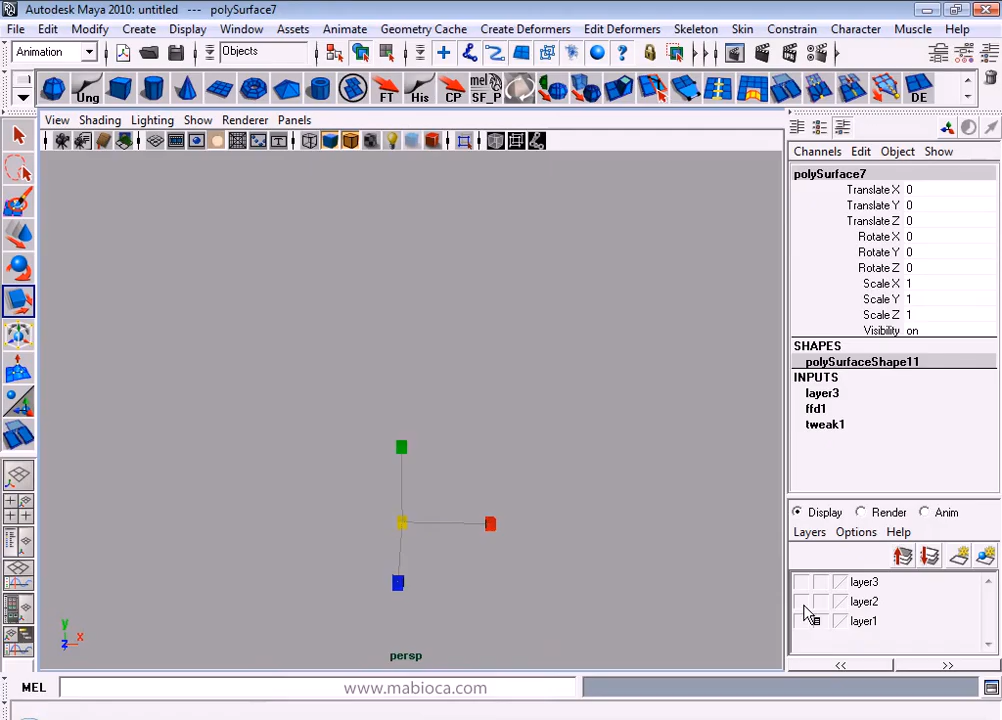 Autodesk Maya 2010: untitled --- polySurface7
File Edit Modify Create Display Window Assets Animate Geometry Cache Create Deformers Edit Deformers Skeleton Skin Constrain Character Muscle Help
Animation Objects
Ung mel FT His CP SF_P DE
View Shading Lighting Show Renderer Panels
Channels Edit Object Show
polySurface7
Translate X 0
Translate Y 0
Translate Z 0
Rotate X 0
Rotate Y 0
Rotate Z 0
Scale X 1
Scale Y 1
Scale Z 1
Visibility on
SHAPES
polySurfaceShape11
INPUTS
layer3
ffd1
tweak1
Display Render Anim
Layers Options Help
layer3
layer2
layer1
y
z x
persp
<< >>
MEL www.mabioca.com